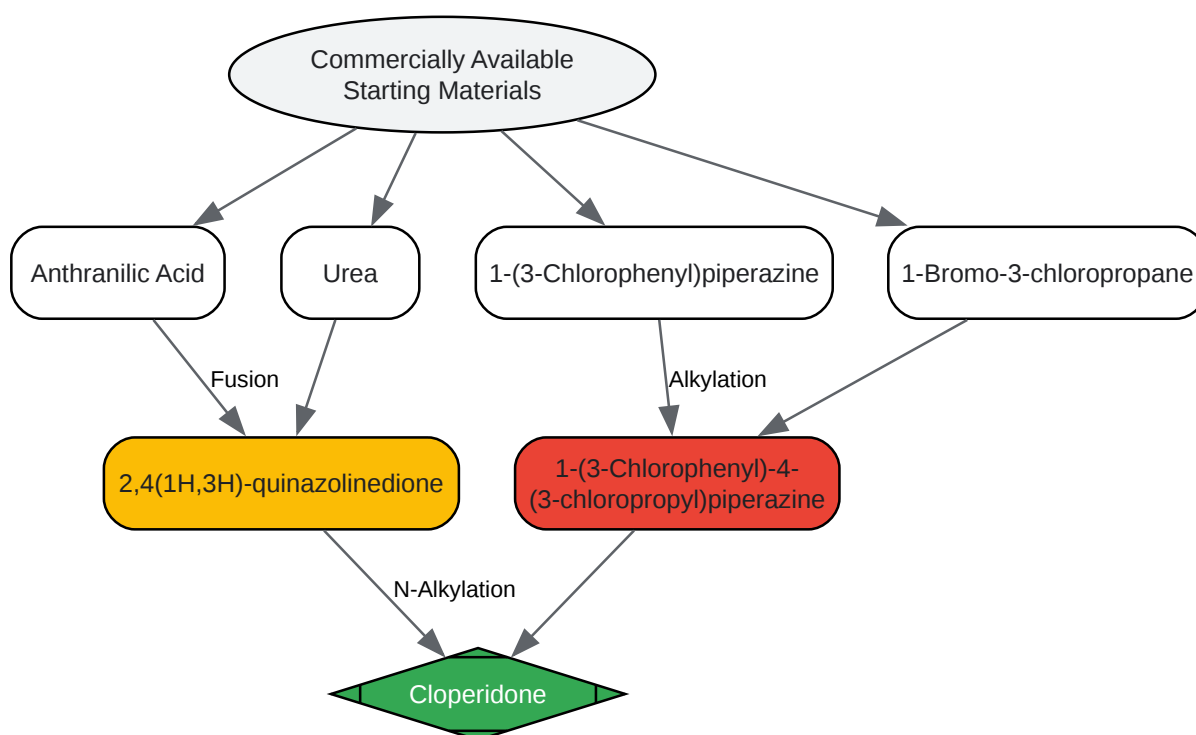 Commercially Available
Starting Materials
Anthranilic Acid
Urea
1-(3-Chlorophenyl)piperazine
1-Bromo-3-chloropropane
Fusion
Alkylation
2,4(1H,3H)-quinazolinedione
1-(3-Chlorophenyl)-4-
(3-chloropropyl)piperazine
N-Alkylation
Cloperidone